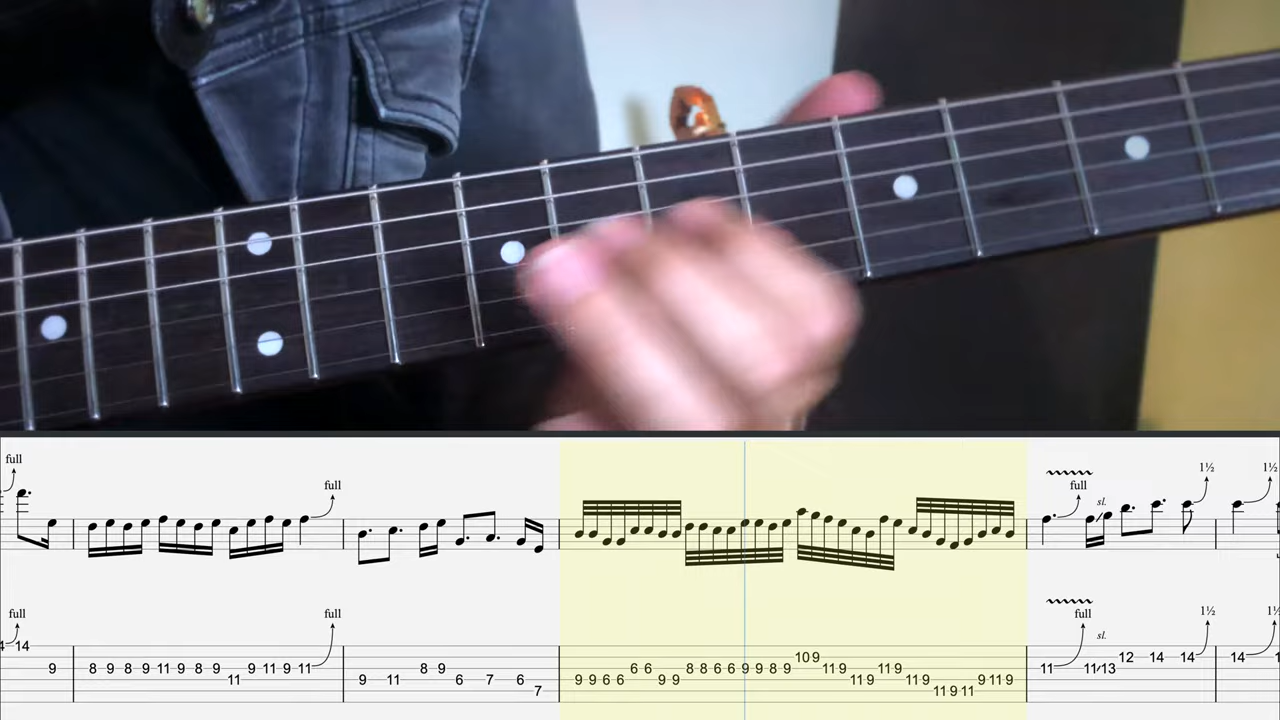 full
full
sl.
full
1½
1½
full
full
sl.
full
1½
1½
14
9
8 9 8 9 11 9 8 9 11 9 11 9 11
9 11 8 9 6 7 6 7
9 9 6 6 6 6 9 9 8 8 6 6 9 9 8 9 10 9 11 9 11 9 11 9 11 9 11 9 11 9 11 9
11 11 13 12 14 14
14